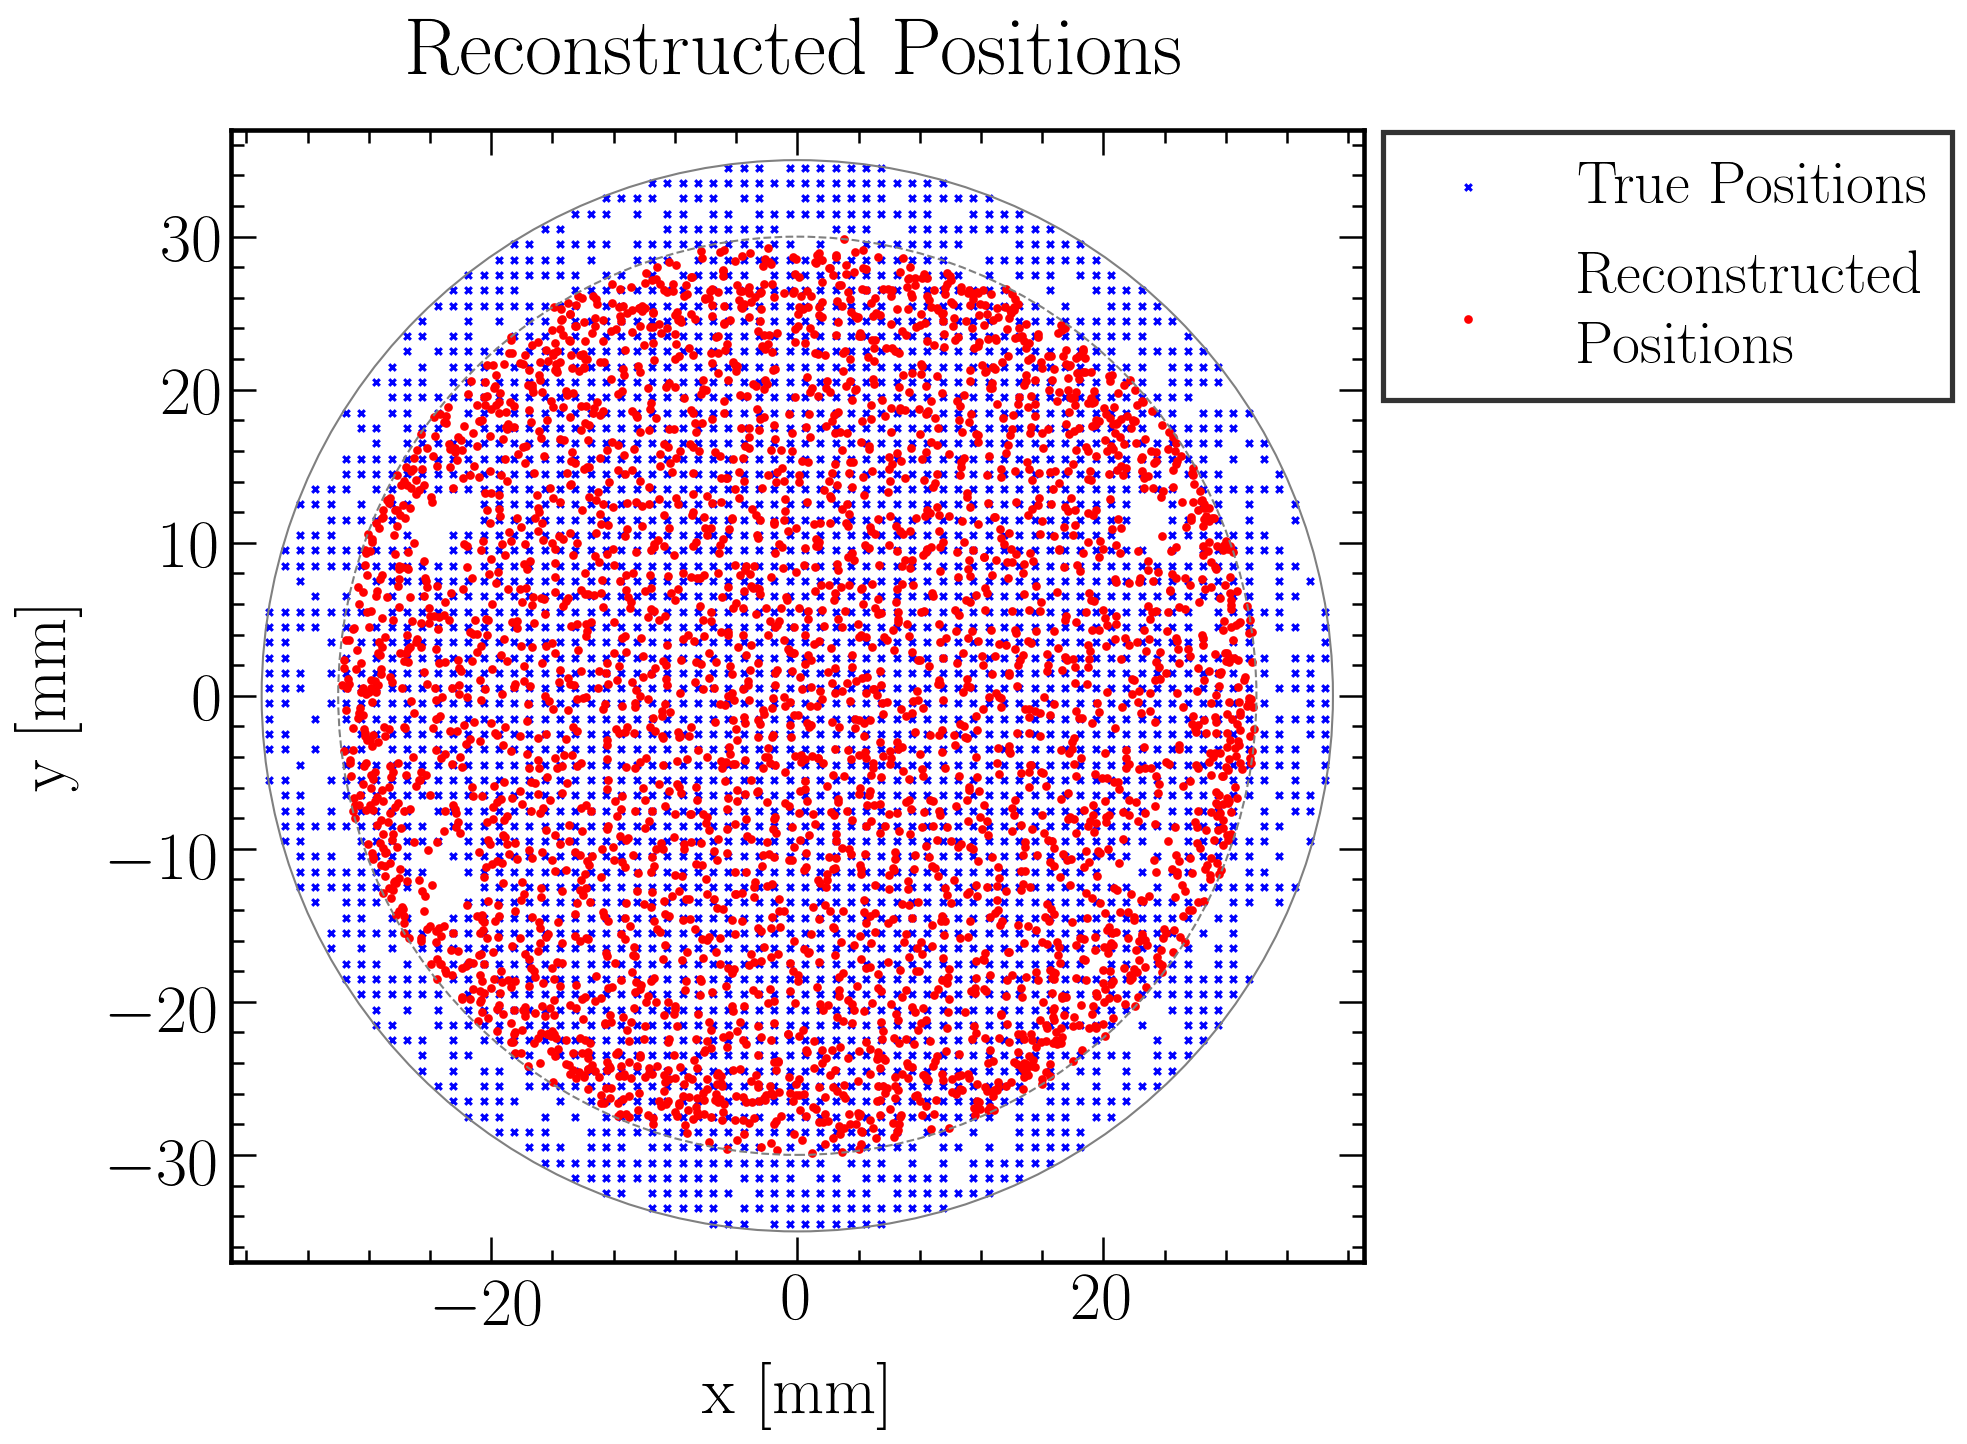 Reconstructed Positions
True Positions
Reconstructed
Positions
30
20
10
0
−10
−20
−30
y [mm]
−20 0 20
x [mm]